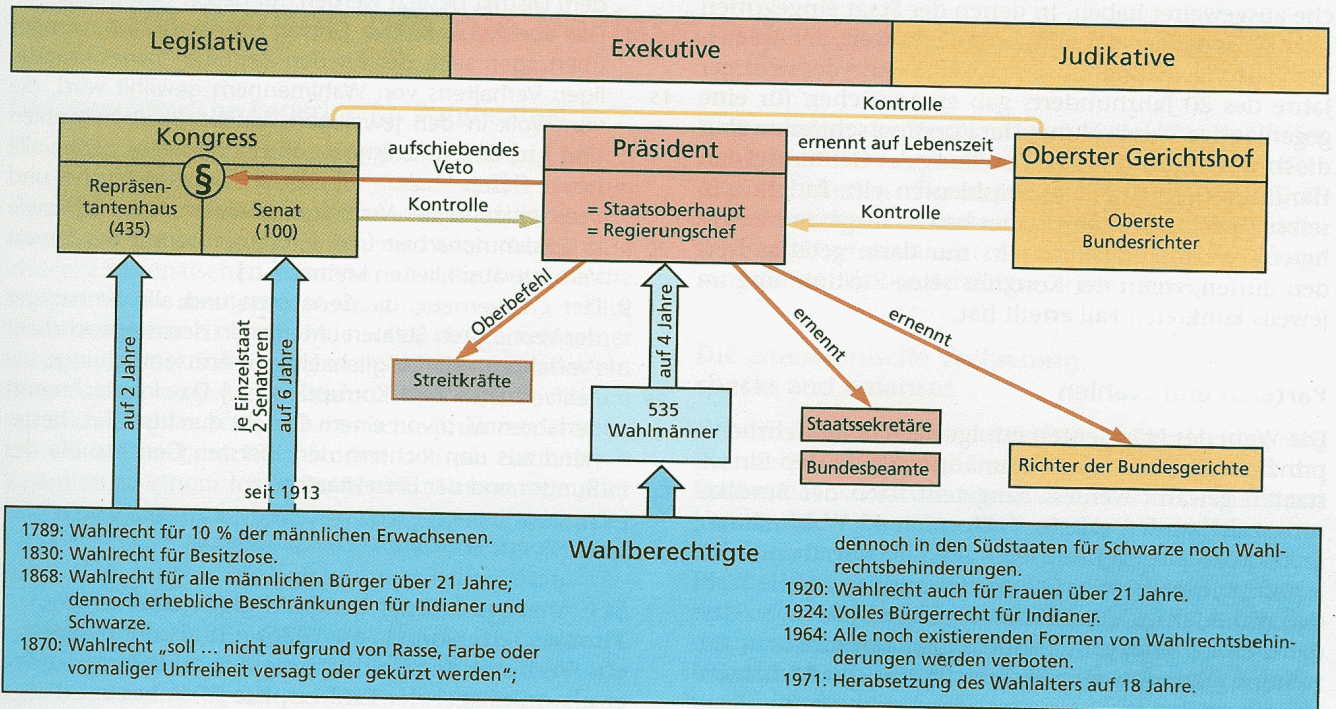 Legislative
Exekutive
Judikative
Kontrolle
Kongress
§
Repräsen-
tantenhaus
(435)
Senat
(100)
aufschiebendes
Veto
Kontrolle
Präsident
= Staatsoberhaupt
= Regierungschef
ernennt auf Lebenszeit
Kontrolle
Oberster Gerichtshof
Oberste
Bundesrichter
auf 2 Jahre
je Einzelstaat
2 Senatoren
auf 6 Jahre
seit 1913
Oberbefehl
Streitkräfte
auf 4 Jahre
535
Wahlmänner
ernennt
ernennt
Staatssekretäre
Bundesbeamte
Richter der Bundesgerichte
Wahlberechtigte
1789: Wahlrecht für 10 % der männlichen Erwachsenen.
1830: Wahlrecht für Besitzlose.
1868: Wahlrecht für alle männlichen Bürger über 21 Jahre;
dennoch erhebliche Beschränkungen für Indianer und
Schwarze.
1870: Wahlrecht „soll ... nicht aufgrund von Rasse, Farbe oder
vormaliger Unfreiheit versagt oder gekürzt werden";
dennoch in den Südstaaten für Schwarze noch Wahl-
rechtsbehinderungen.
1920: Wahlrecht auch für Frauen über 21 Jahre.
1924: Volles Bürgerrecht für Indianer.
1964: Alle noch existierenden Formen von Wahlrechtsbehin-
derungen werden verboten.
1971: Herabsetzung des Wahlalters auf 18 Jahre.